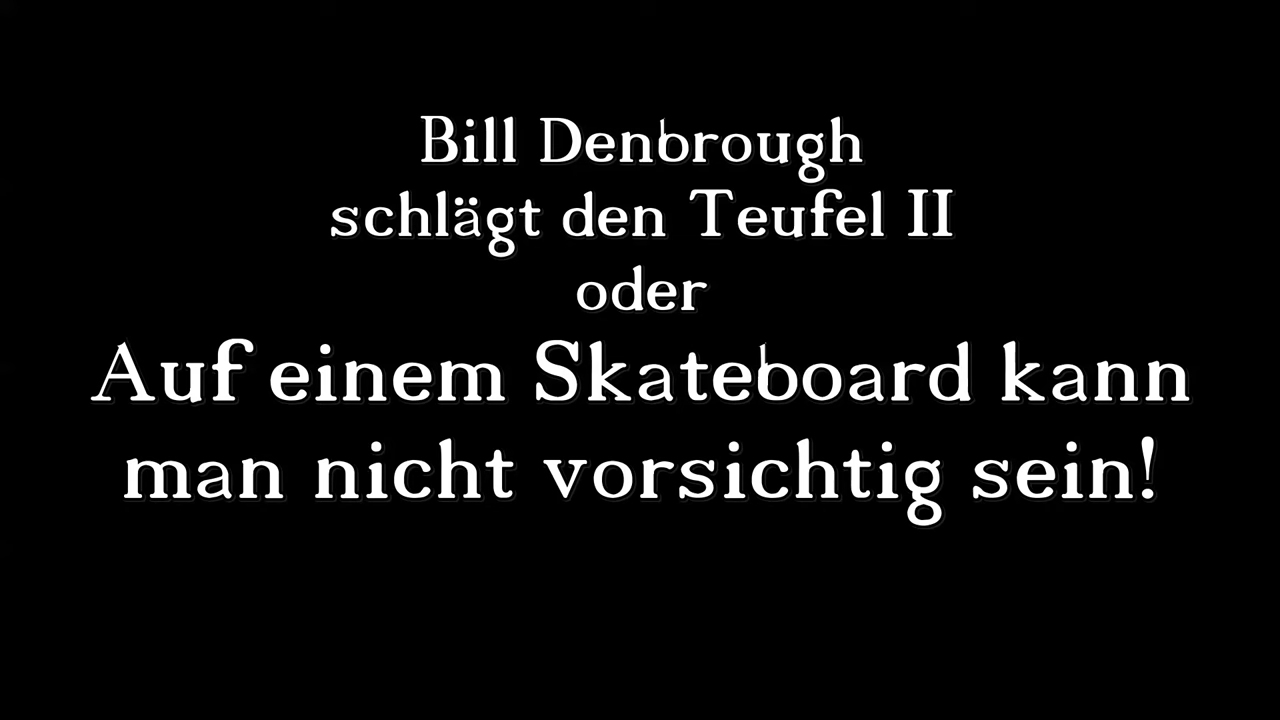 Bill Denbrough
schlägt den Teufel II
oder
Auf einem Skateboard kann
man nicht vorsichtig sein!